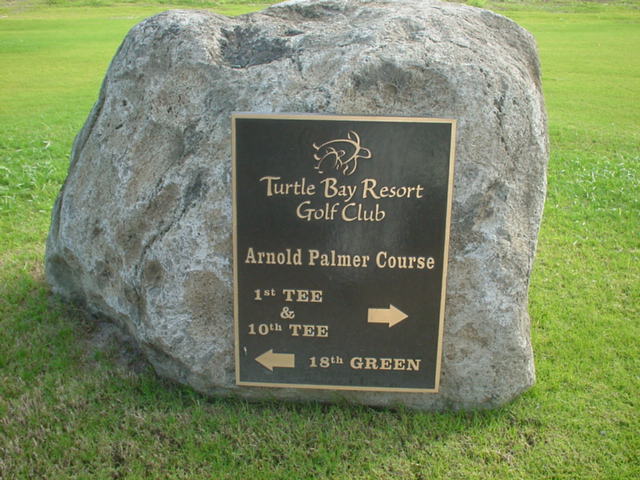 Turtle Bay Resort
Golf Club
Arnold Palmer Course
1st TEE
&
10th TEE
18th GREEN